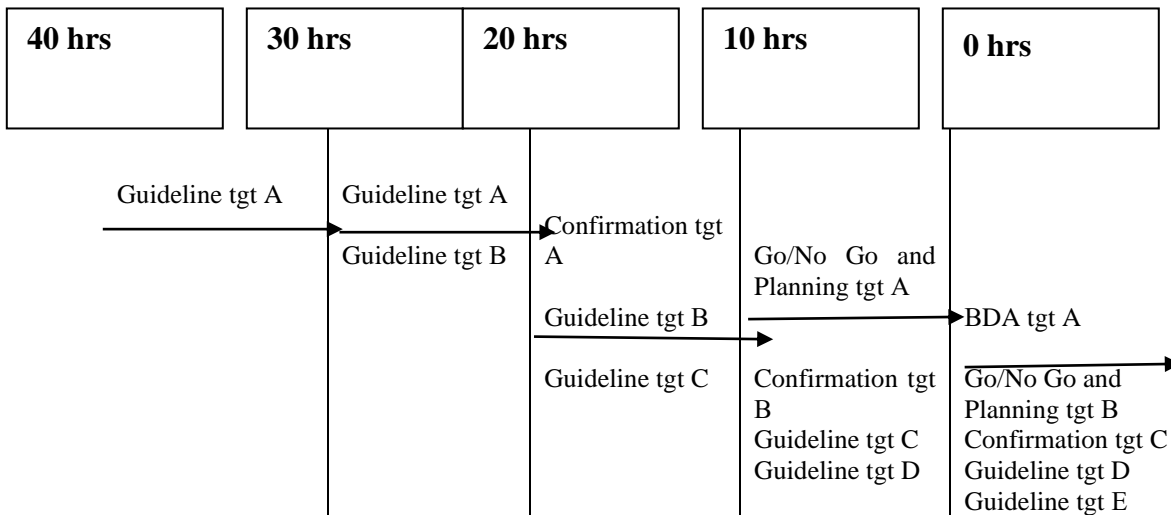 40 hrs
30 hrs
20 hrs
10 hrs
0 hrs
Guideline tgt A
Guideline tgt A
Guideline tgt B
Confirmation tgt
A
Guideline tgt B
Guideline tgt C
Go/No Go and
Planning tgt A
Confirmation tgt
B
Guideline tgt C
Guideline tgt D
BDA tgt A
Go/No Go and
Planning tgt B
Confirmation tgt C
Guideline tgt D
Guideline tgt E